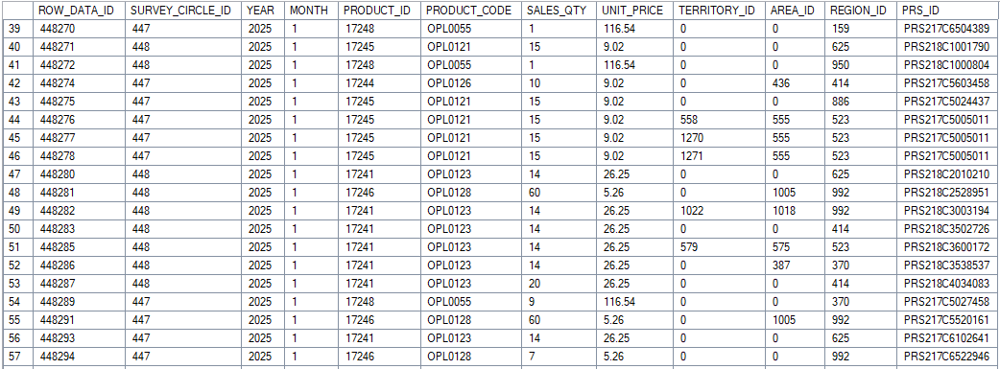 ROW_DATA_ID SURVEY_CIRCLE_ID YEAR MONTH PRODUCT_ID PRODUCT_CODE SALES_QTY UNIT_PRICE TERRITORY_ID AREA_ID REGION_ID PRS_ID
39 448270 447 2025 1 17248 OPL0055 1 116.54 0 0 159 PRS217C6504389
40 448271 448 2025 1 17245 OPL0121 15 9.02 0 0 625 PRS218C1001790
41 448272 448 2025 1 17248 OPL0055 1 116.54 0 0 950 PRS218C1000804
42 448274 447 2025 1 17244 OPL0126 10 9.02 0 436 414 PRS217C5603458
43 448275 447 2025 1 17245 OPL0121 15 9.02 0 0 886 PRS217C5024437
44 448276 447 2025 1 17245 OPL0121 15 9.02 558 555 523 PRS217C5005011
45 448277 447 2025 1 17245 OPL0121 15 9.02 1270 555 523 PRS217C5005011
46 448278 447 2025 1 17245 OPL0121 15 9.02 1271 555 523 PRS217C5005011
47 448280 448 2025 1 17241 OPL0123 14 26.25 0 0 625 PRS218C2010210
48 448281 448 2025 1 17246 OPL0128 60 5.26 0 1005 992 PRS218C2528951
49 448282 448 2025 1 17241 OPL0123 14 26.25 1022 1018 992 PRS218C3003194
50 448283 448 2025 1 17241 OPL0123 14 26.25 0 0 414 PRS218C3502726
51 448285 448 2025 1 17241 OPL0123 14 26.25 579 575 523 PRS218C3600172
52 448286 448 2025 1 17241 OPL0123 14 26.25 0 387 370 PRS218C3538537
53 448287 448 2025 1 17241 OPL0123 20 26.25 0 0 414 PRS218C4034083
54 448289 447 2025 1 17248 OPL0055 9 116.54 0 0 370 PRS217C5027458
55 448291 447 2025 1 17246 OPL0128 60 5.26 0 1005 992 PRS217C5520161
56 448293 447 2025 1 17241 OPL0123 14 26.25 0 0 625 PRS217C6102641
57 448294 447 2025 1 17246 OPL0128 7 5.26 0 0 992 PRS217C6522946